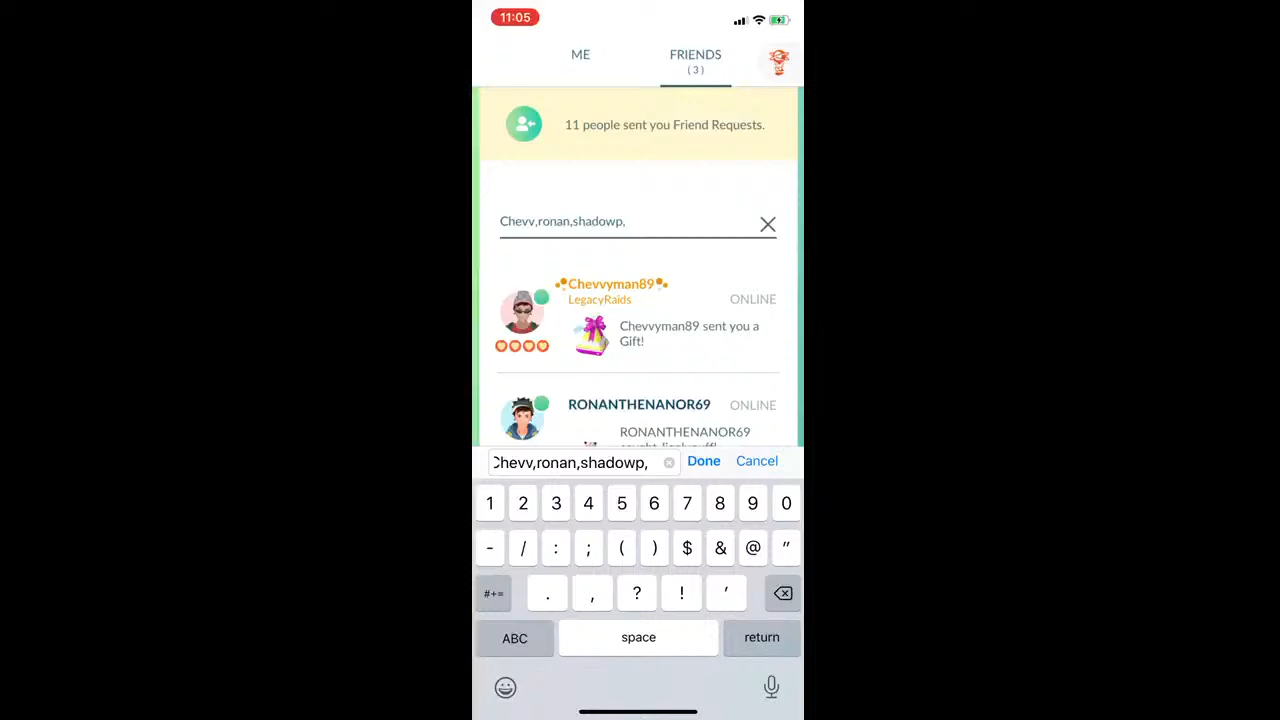 11:05
ME
FRIENDS
(3)
11 people sent you Friend Requests.
Chevv,ronan,shadowp,
Chevvyman89
LegacyRaids
ONLINE
Chevvyman89 sent you a
Gift!
RONANTHENANOR69
ONLINE
RONANTHENANOR69
Chevv,ronan,shadowp,
Done
Cancel
1 2 3 4 5 6 7 8 9 0
- / : ; ( ) $ & @ "
#+= . , ? ! '
ABC space return